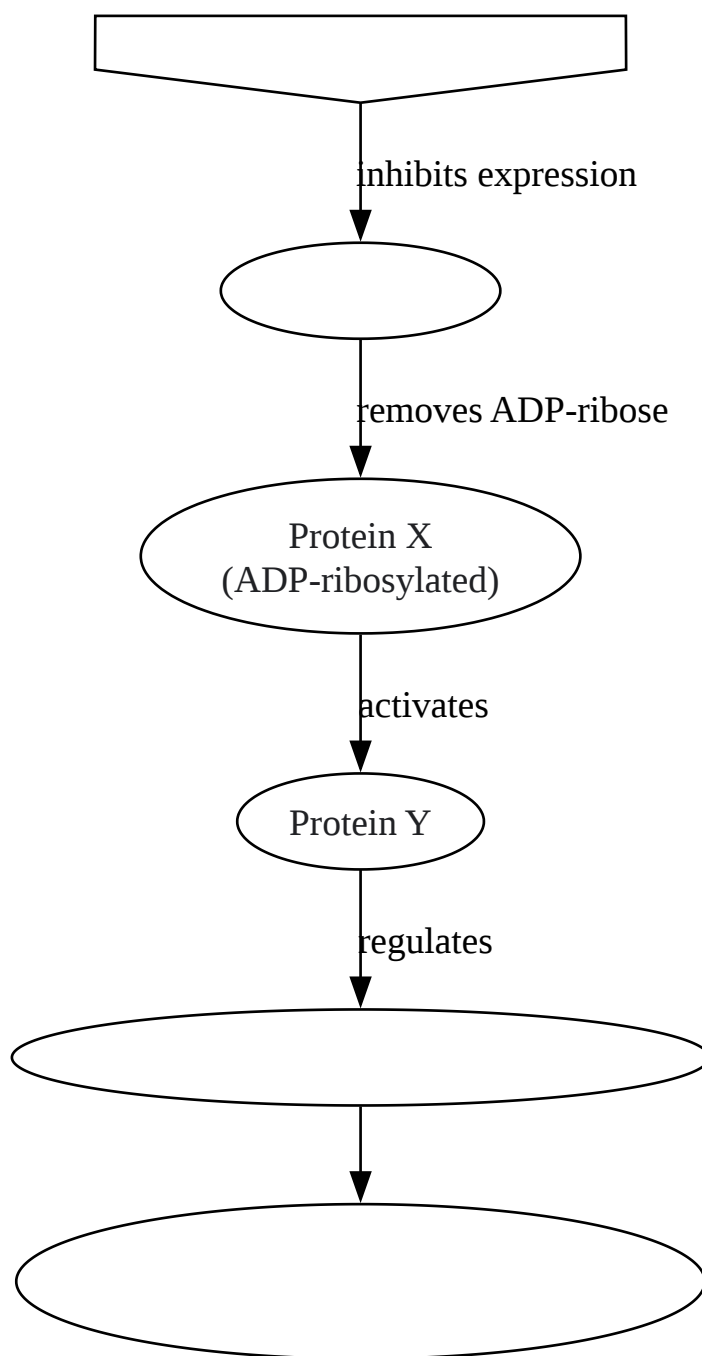 inhibits expression
removes ADP-ribose
Protein X
(ADP-ribosylated)
activates
Protein Y
regulates